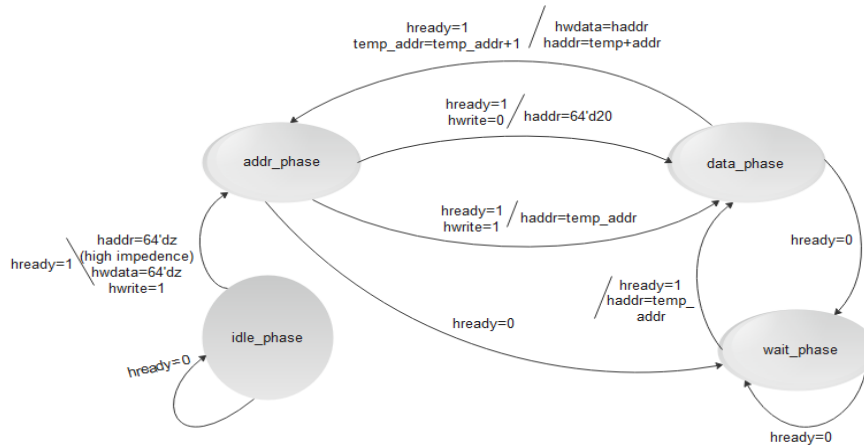 hready=1
temp_addr=temp_addr+1
hwdata=haddr
haddr=temp+addr
hready=1
hwrite=0
haddr=64'd20
addr_phase
data_phase
hready=1
hwrite=1
haddr=temp_addr
hready=0
haddr=64'dz
(high impedence)
hwdata=64'dz
hwrite=1
hready=1
hready=1
haddr=temp_
addr
hready=0
idle_phase
wait_phase
hready=0
hready=0